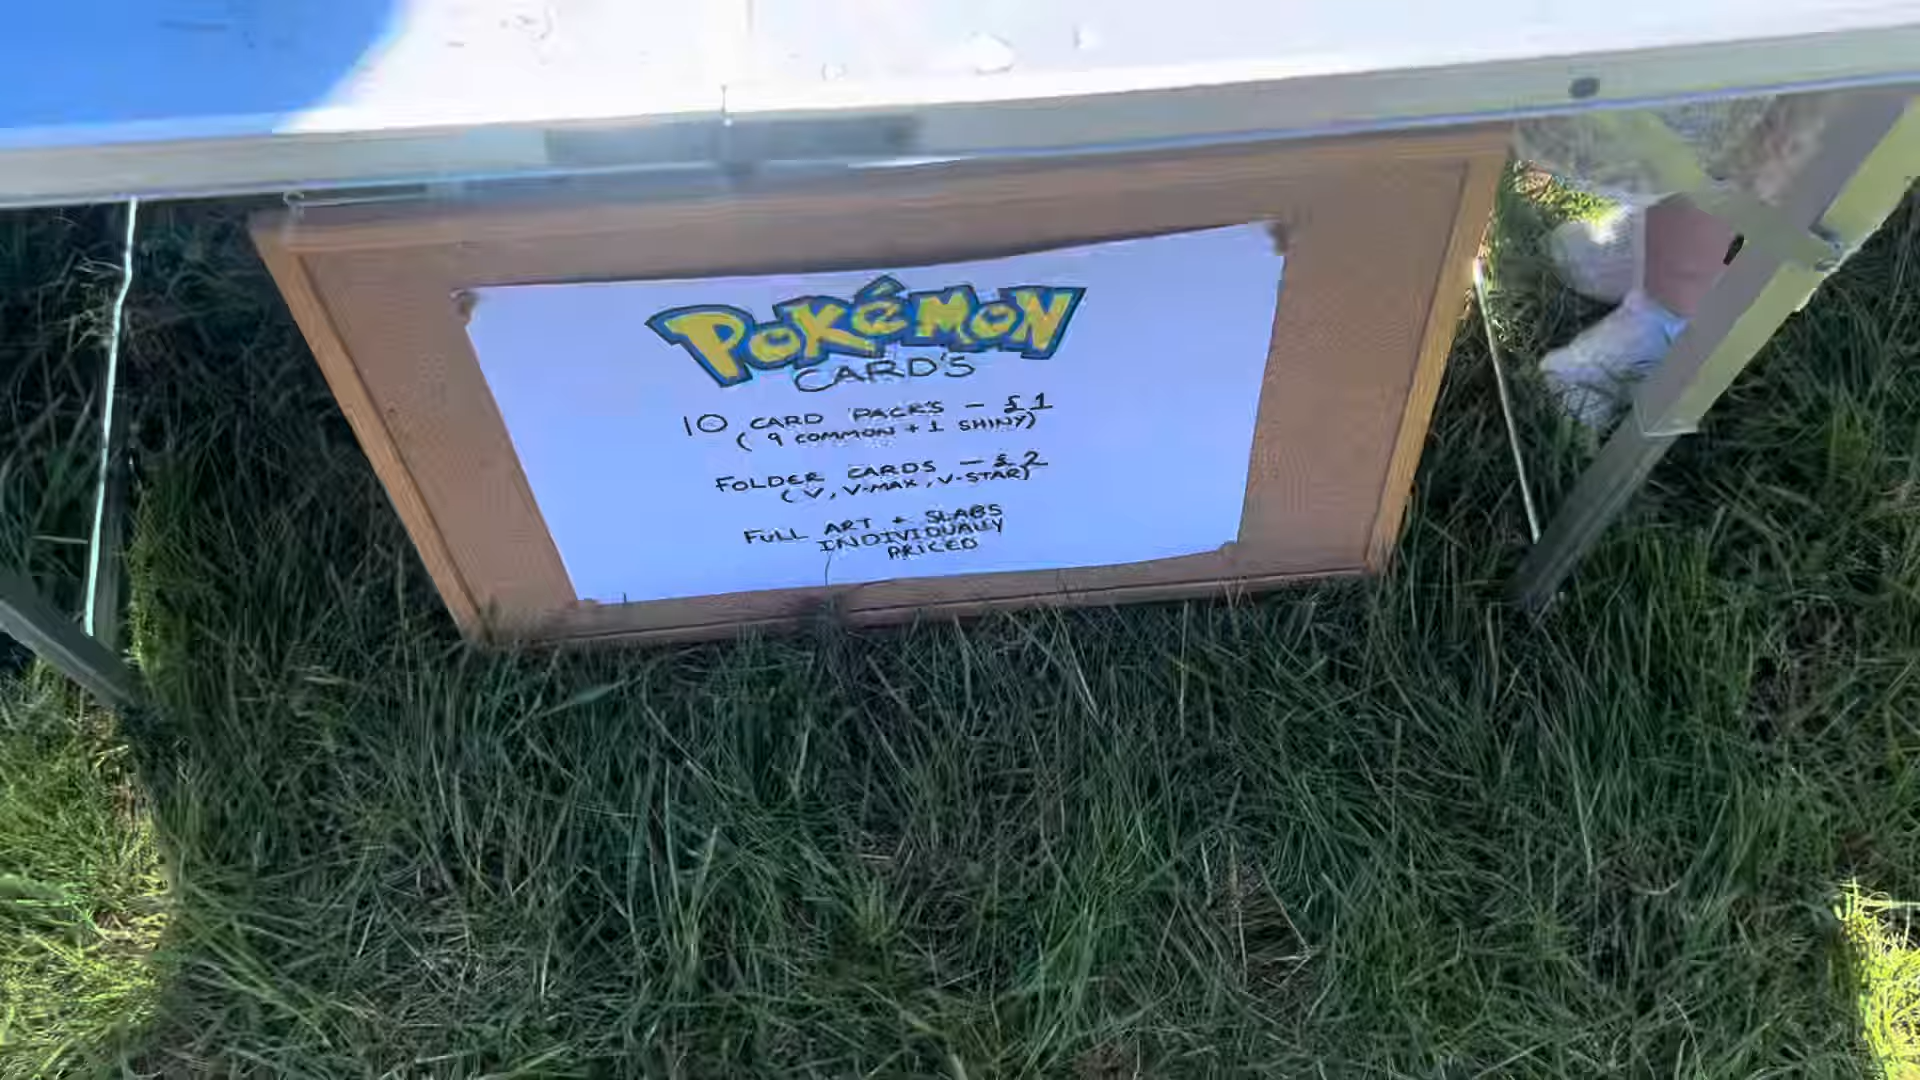 POKéMON
CARD'S
10 CARD PACKS - £1
( 9 COMMON + 1 SHINY)
FOLDER CARDS - £2
( V, V-MAX, V-STAR)
FULL ART + SLABS
INDIVIDUALLY
PRICED